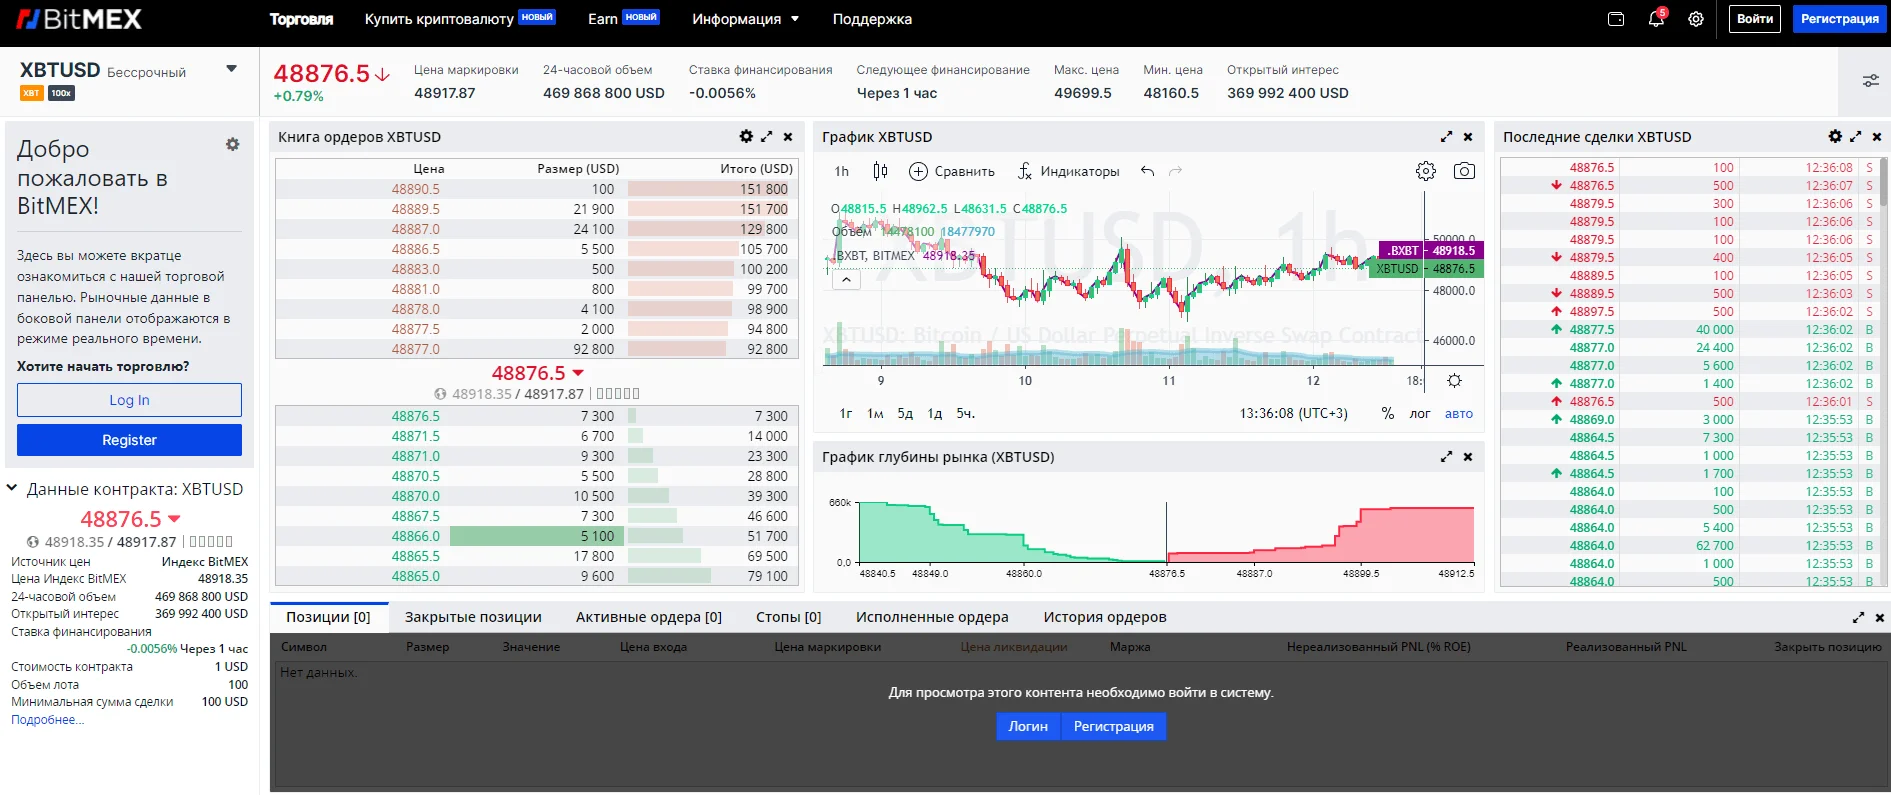 BitMEX
Торговля Купить криптовалюту НОВЫЙ Earn НОВЫЙ Информация Поддержка
5 Войти Регистрация
XBTUSD Бессрочный
XBT 100x
48876.5
+0.79%
Цена маркировки 24-часовой объем Ставка финансирования Следующее финансирование Макс. цена Мин. цена Открытый интерес
48917.87 469 868 800 USD -0.0056% Через 1 час 49699.5 48160.5 369 992 400 USD
Добро
пожаловать в
BitMEX!
Здесь вы можете вкратце
ознакомиться с нашей торговой
панелью. Рыночные данные в
боковой панели отображаются в
режиме реального времени.
Хотите начать торговлю?
Log In
Register
Данные контракта: XBTUSD
48876.5
48918.35 / 48917.87
Источник цен Индекс BitMEX
Цена Индекс BitMEX 48918.35
24-часовой объем 469 868 800 USD
Открытый интерес 369 992 400 USD
Ставка финансирования
-0.0056% Через 1 час
Стоимость контракта 1 USD
Объем лота 100
Минимальная сумма сделки 100 USD
Подробнее...
Книга ордеров XBTUSD
Цена Размер (USD) Итого (USD)
48890.5 100 151 800
48889.5 21 900 151 700
48887.0 24 100 129 800
48886.5 5 500 105 700
48883.0 500 100 200
48881.0 800 99 700
48878.0 4 100 98 900
48877.5 2 000 94 800
48877.0 92 800 92 800
48876.5
48918.35 / 48917.87
48876.5 7 300 7 300
48871.5 6 700 14 000
48871.0 9 300 23 300
48870.5 5 500 28 800
48870.0 10 500 39 300
48867.5 7 300 46 600
48866.0 5 100 51 700
48865.5 17 800 69 500
48865.0 9 600 79 100
График XBTUSD
1h Сравнить Индикаторы
O48815.5 H48962.5 L48631.5 C48876.5
Объём 14478100 18477970
.BXBT, BITMEX 48918.35
XBTUSD, 1h
XBTUSD: Bitcoin / US Dollar Perpetual Inverse Swap Contract
50000.0
.BXBT 48918.5
XBTUSD 48876.5
48000.0
46000.0
9 10 11 12 18:
1г 1м 5д 1д 5ч. 13:36:08 (UTC+3) % лог авто
График глубины рынка (XBTUSD)
660k
0,0
48840.5 48849.0 48860.0 48876.5 48887.0 48899.5 48912.5
Последние сделки XBTUSD
48876.5 100 12:36:08 S
48876.5 500 12:36:07 S
48879.5 300 12:36:06 S
48879.5 100 12:36:06 S
48879.5 100 12:36:06 S
48879.5 400 12:36:05 S
48889.5 100 12:36:05 S
48889.5 500 12:36:03 S
48897.5 500 12:36:02 S
48877.5 40 000 12:36:02 B
48877.0 24 400 12:36:02 B
48877.0 5 600 12:36:02 B
48877.0 1 400 12:36:02 B
48876.5 500 12:36:01 S
48869.0 3 000 12:35:53 B
48864.5 7 300 12:35:53 B
48864.5 1 000 12:35:53 B
48864.5 1 700 12:35:53 B
48864.0 100 12:35:53 B
48864.0 500 12:35:53 B
48864.0 5 400 12:35:53 B
48864.0 62 700 12:35:53 B
48864.0 1 000 12:35:53 B
48864.0 500 12:35:53 B
Позиции [0] Закрытые позиции Активные ордера [0] Стопы [0] Исполненные ордера История ордеров
Символ Размер Значение Цена входа Цена маркировки Цена ликвидации Маржа Нереализованный PNL (% ROE) Реализованный PNL Закрыть позицию
Нет данных.
Для просмотра этого контента необходимо войти в систему.
Логин Регистрация